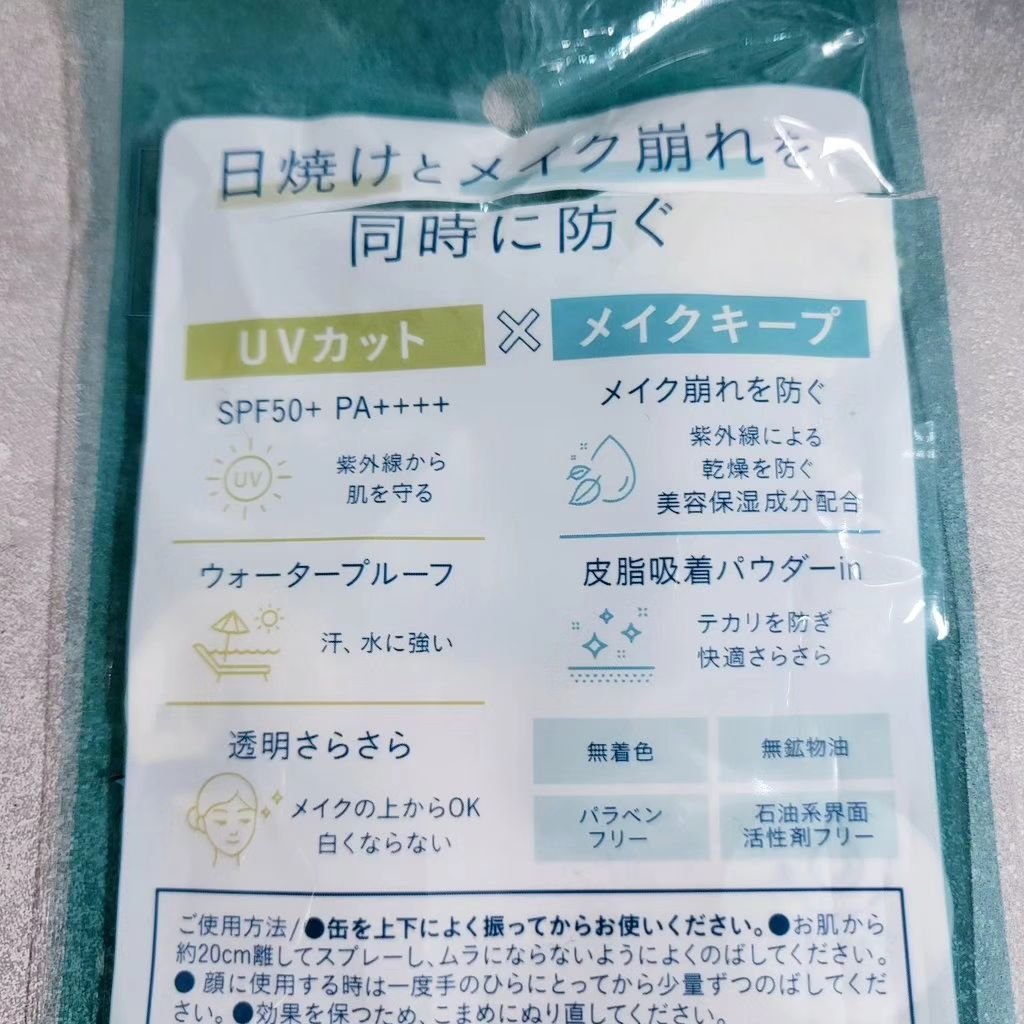 日焼けとメイク崩れを
同時に防ぐ
UVカット
×
メイクキープ
SPF50+ PA++++
UV
紫外線から
肌を守る
ウォータープルーフ
汗、水に強い
透明さらさら
メイクの上からOK
白くならない
メイク崩れを防ぐ
紫外線による
乾燥を防ぐ
美容保湿成分配合
皮脂吸着パウダーin
テカリを防ぎ
快適さらさら
無着色
無鉱物油
パラベン
フリー
石油系界面
活性剤フリー
ご使用方法/●缶を上下によく振ってからお使いください。●お肌から
約20cm離してスプレーし、ムラにならないようによくのばしてください。
●顔に使用する時は一度手のひらにとってから少量ずつのばしてくだ
さい。●効果を保つため、こまめにぬり直してください。